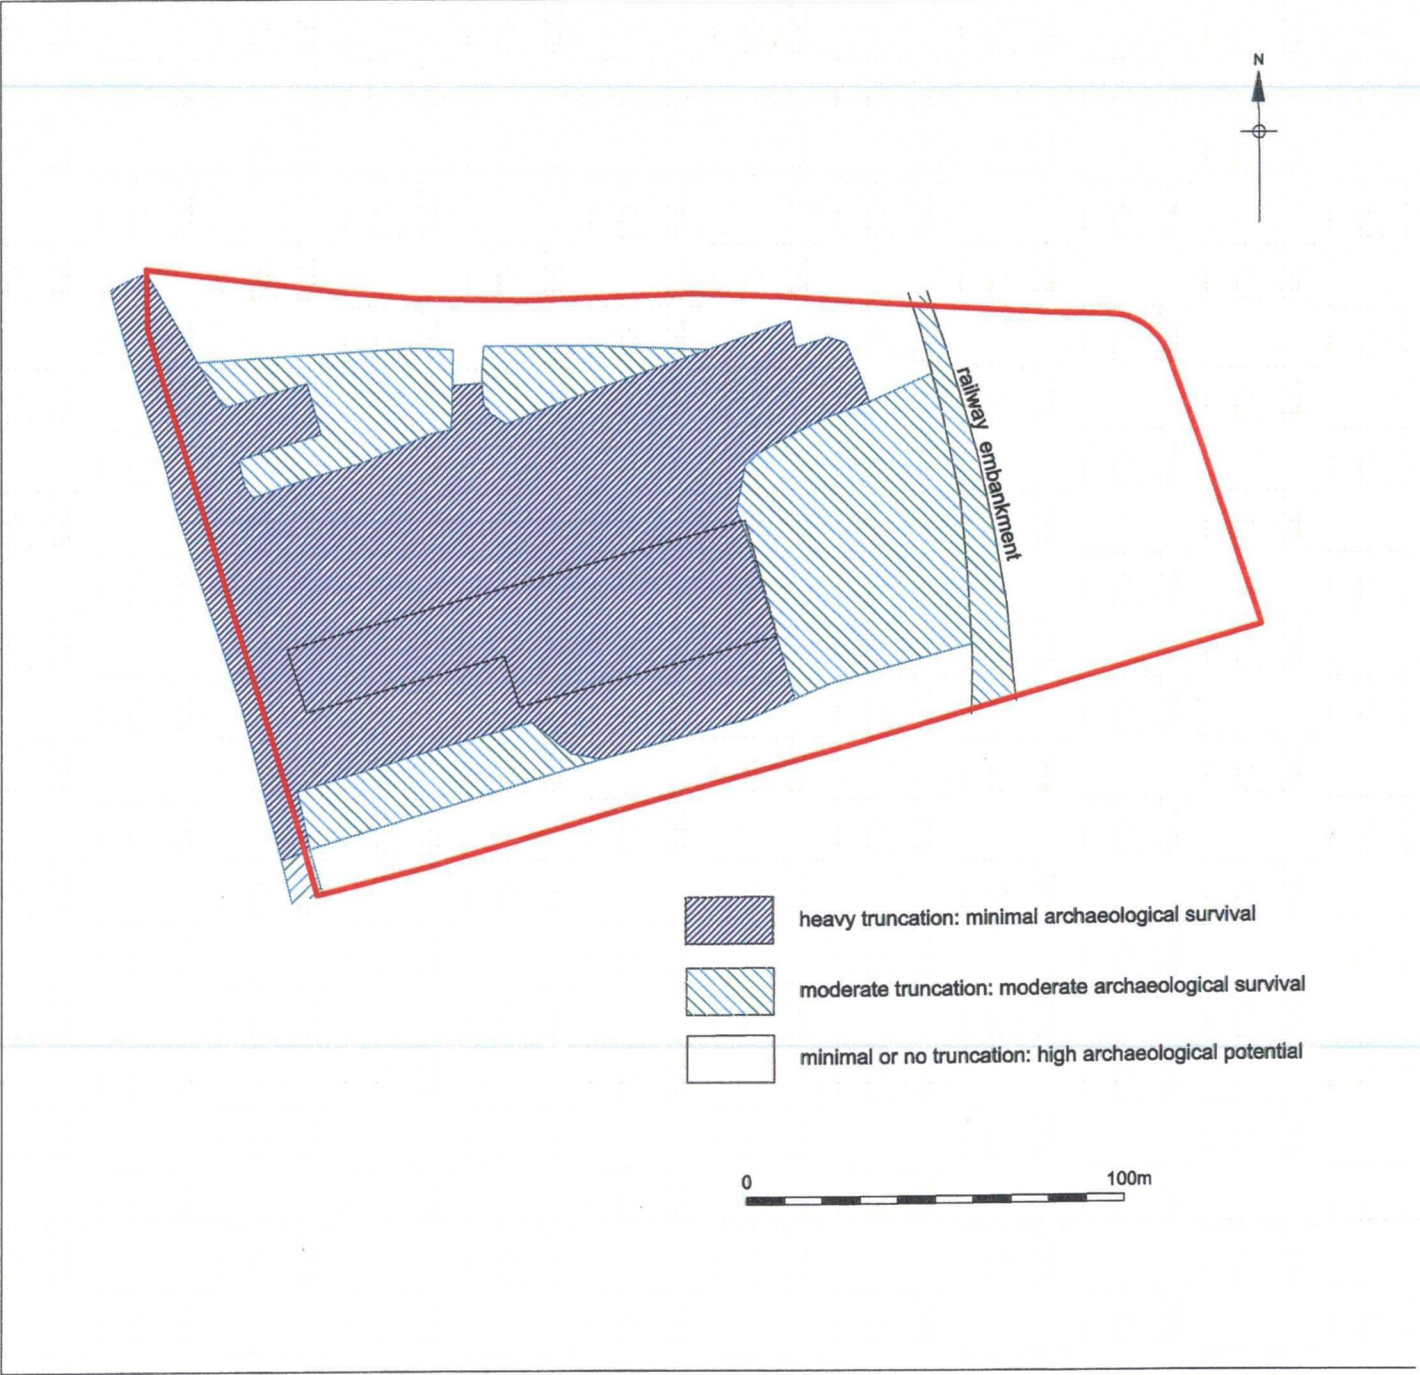 N
railway embankment
heavy truncation: minimal archaeological survival
moderate truncation: moderate archaeological survival
minimal or no truncation: high archaeological potential
0 100m